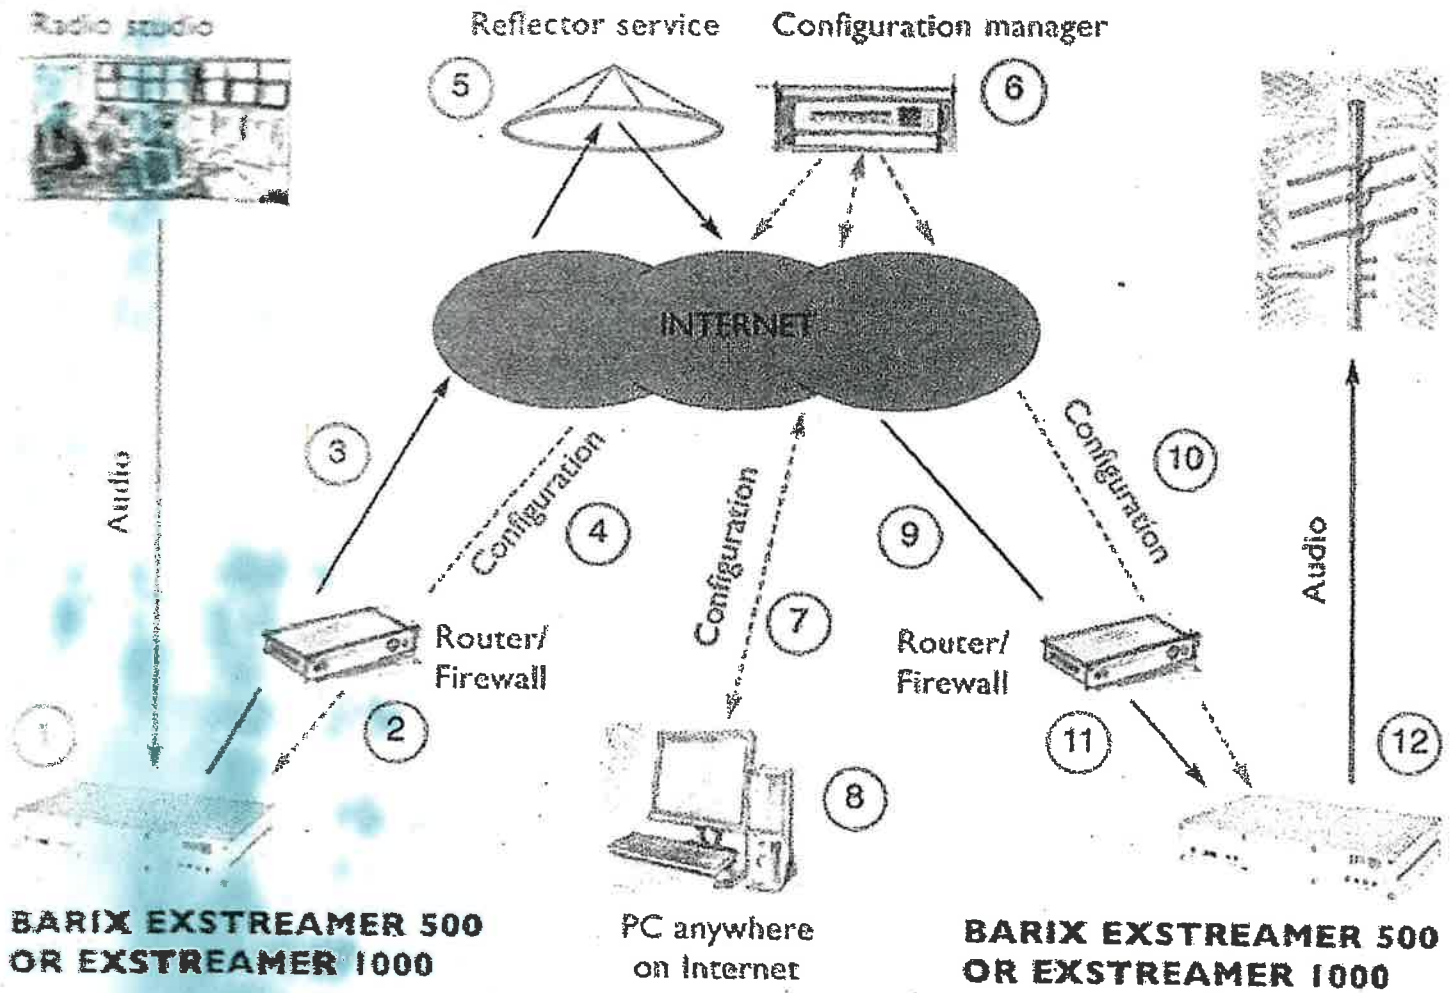 Radio studio
Reflector service
Configuration manager
5
6
INTERNET
3
Configuration
4
Audio
Configuration
7
9
Configuration
10
Audio
Router/
Firewall
Router/
Firewall
1
2
8
11
12
BARIX EXSTREAMER 500
OR EXSTREAMER 1000
PC anywhere
on Internet
BARIX EXSTREAMER 500
OR EXSTREAMER 1000